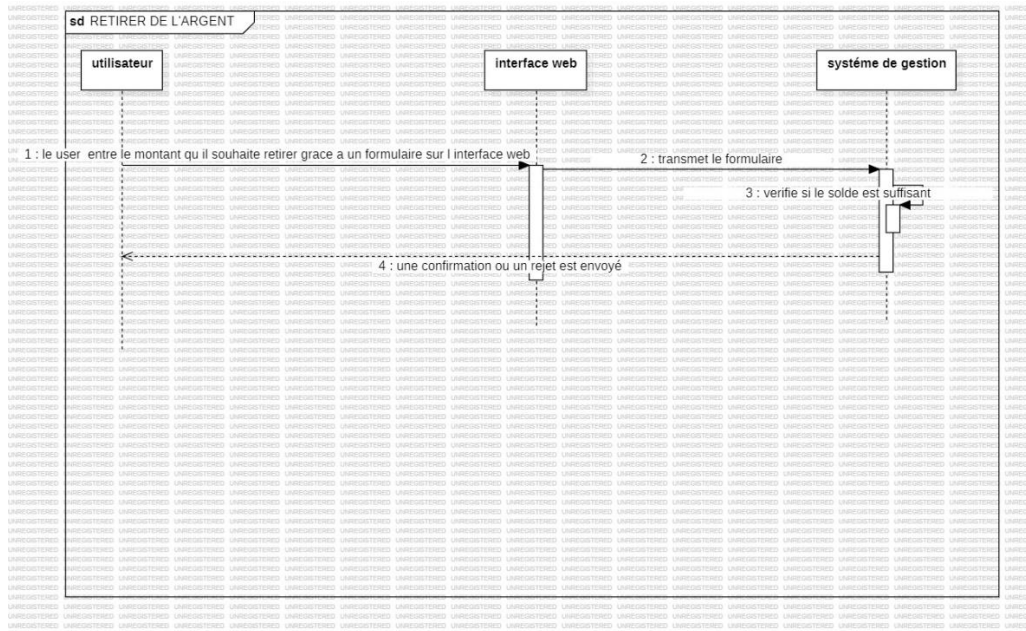 sd RETIRER DE L'ARGENT
utilisateur
interface web
systéme de gestion
1 : le user entre le montant qu il souhaite retirer grace a un formulaire sur l interface web
2 : transmet le formulaire
3 : verifie si le solde est suffisant
4 : une confirmation ou un rejet est envoyé
UNREGISTERED